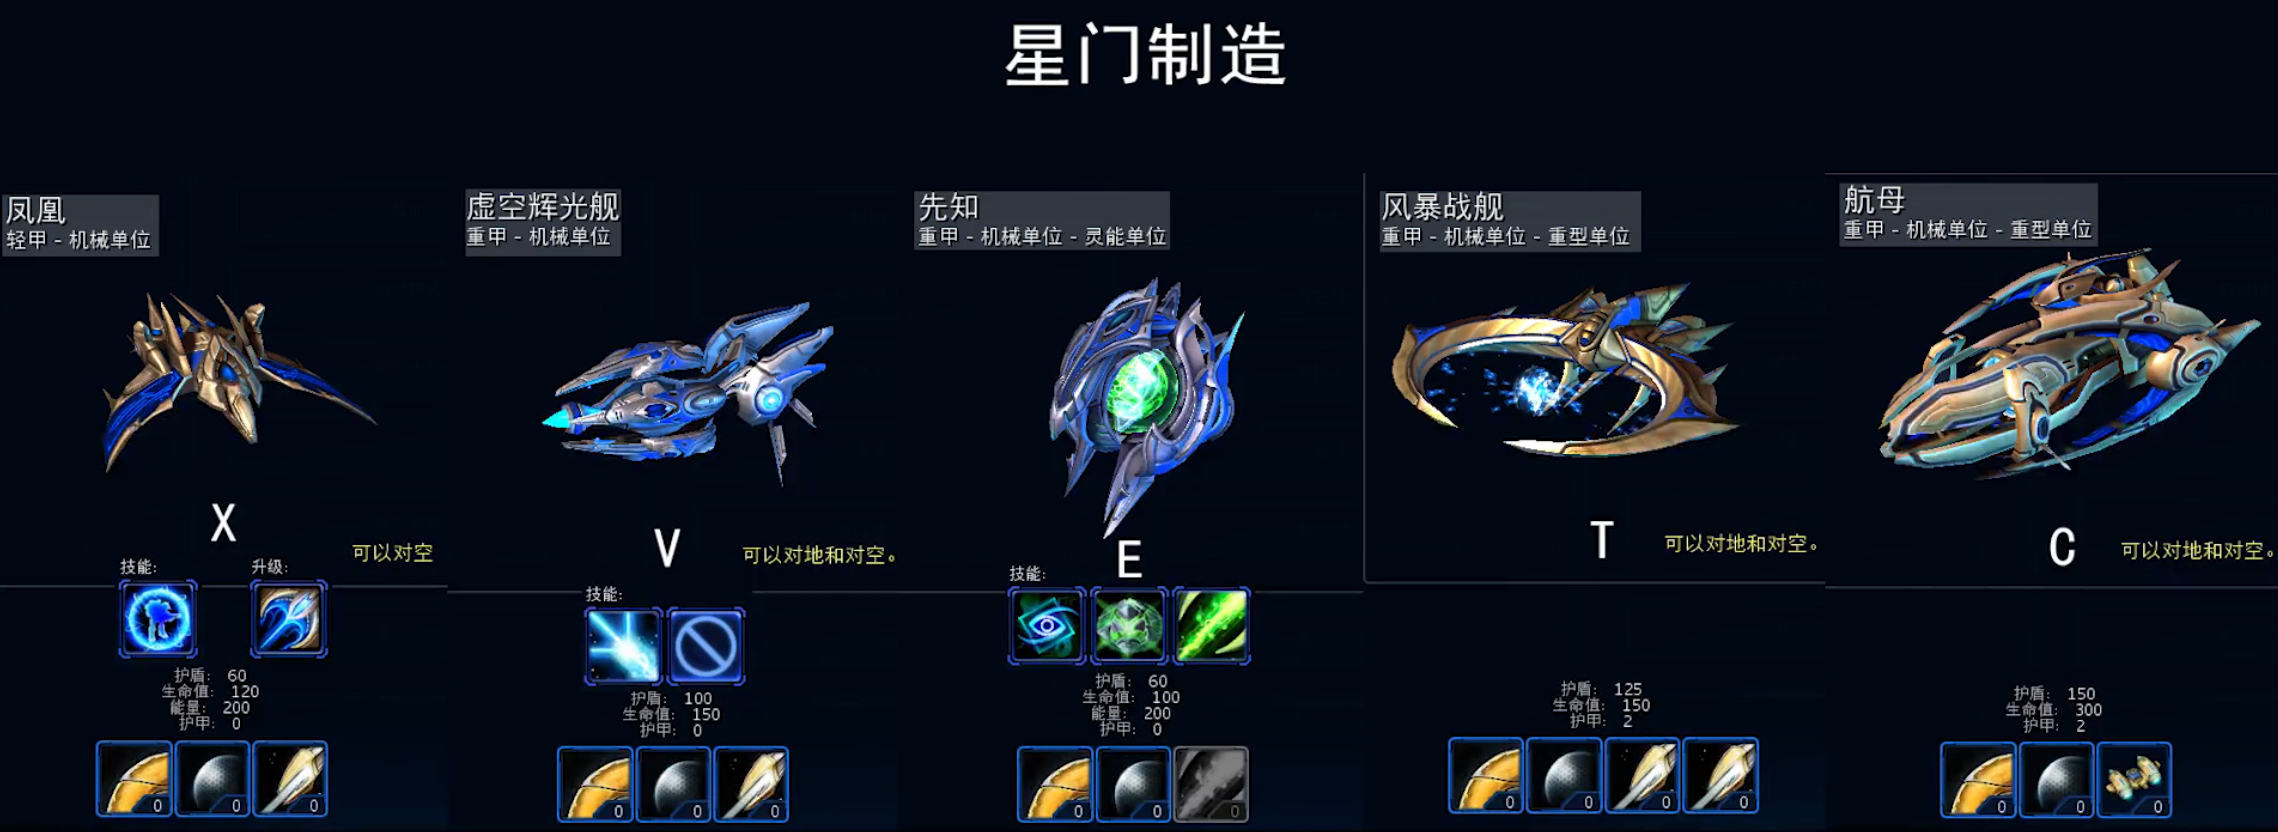 星门制造
凤凰
轻甲 - 机械单位
X
可以对空
技能:
升级:
护盾: 60
生命值: 120
能量: 200
护甲: 0
0 0 0
虚空辉光舰
重甲 - 机械单位
V
可以对地和对空。
技能:
护盾: 100
生命值: 150
护甲: 0
0 0 0
先知
重甲 - 机械单位 - 灵能单位
E
技能:
护盾: 60
生命值: 100
能量: 200
护甲: 0
0 0 0
风暴战舰
重甲 - 机械单位 - 重型单位
T
可以对地和对空。
护盾: 125
生命值: 150
护甲: 2
0 0 0 0
航母
重甲 - 机械单位 - 重型单位
C
可以对地和对空。
护盾: 150
生命值: 300
护甲: 2
0 0 0